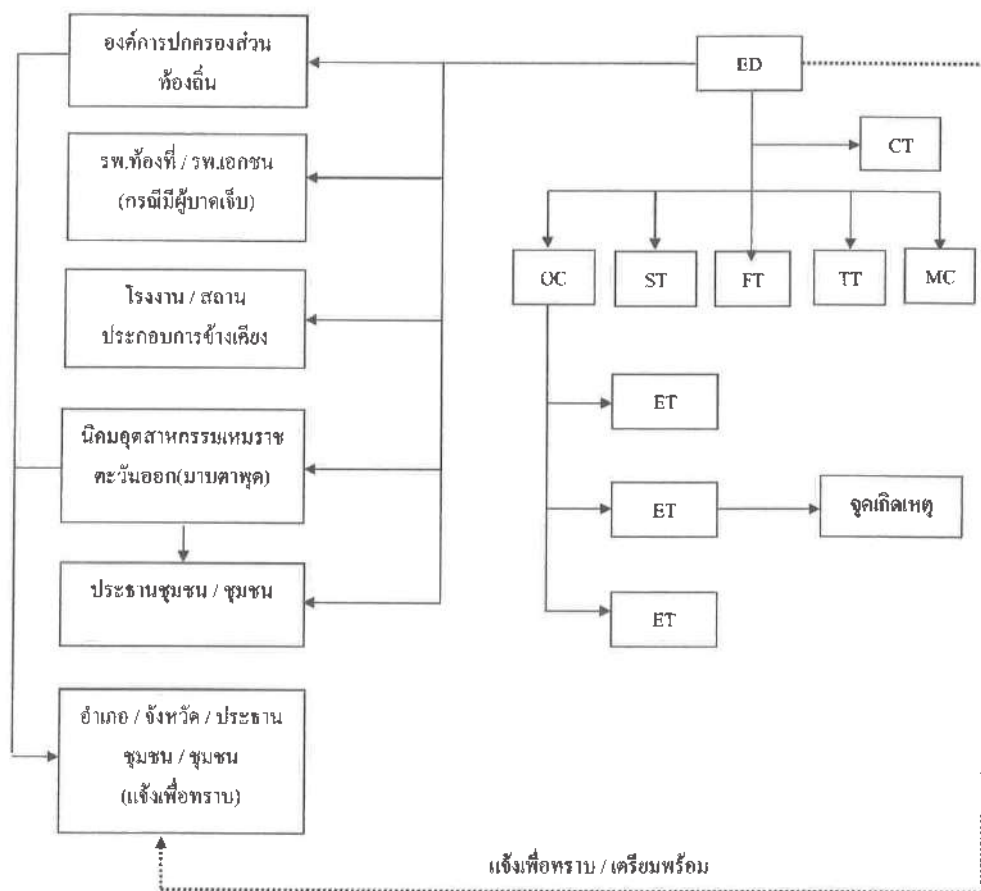 องค์การปกครองส่วน
ท้องถิ่น
ED
CT
รพ.ท้องที่ / รพ.เอกชน
(กรณีมีผู้บาดเจ็บ)
OC
ST
FT
TT
MC
โรงงาน / สถาน
ประกอบการข้างเคียง
ET
นิคมอุตสาหกรรมเหมราช
ตะวันออก(มาบตาพุด)
ET
จุดเกิดเหตุ
ประธานชุมชน / ชุมชน
ET
อำเภอ / จังหวัด / ประธาน
ชุมชน / ชุมชน
(แจ้งเพื่อทราบ)
แจ้งเพื่อทราบ / เตรียมพร้อม